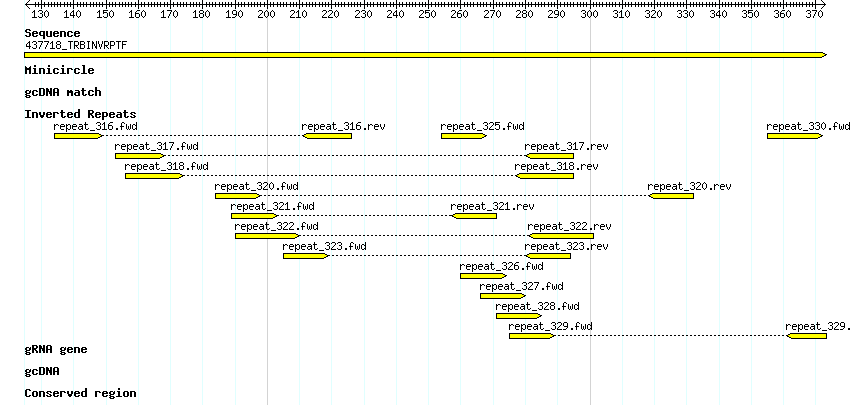 130 140 150 160 170 180 190 200 210 220 230 240 250 260 270 280 290 300 310 320 330 340 350 360 370
Sequence
437718_TRBINVRPTF
Minicircle
gcDNA match
Inverted Repeats
repeat_316.fwd repeat_316.rev repeat_325.fwd repeat_330.fwd
repeat_317.fwd repeat_317.rev
repeat_318.fwd repeat_318.rev
repeat_320.fwd repeat_320.rev
repeat_321.fwd repeat_321.rev
repeat_322.fwd repeat_322.rev
repeat_323.fwd repeat_323.rev
repeat_326.fwd
repeat_327.fwd
repeat_328.fwd
repeat_329.fwd repeat_329.
gRNA gene
gcDNA
Conserved region